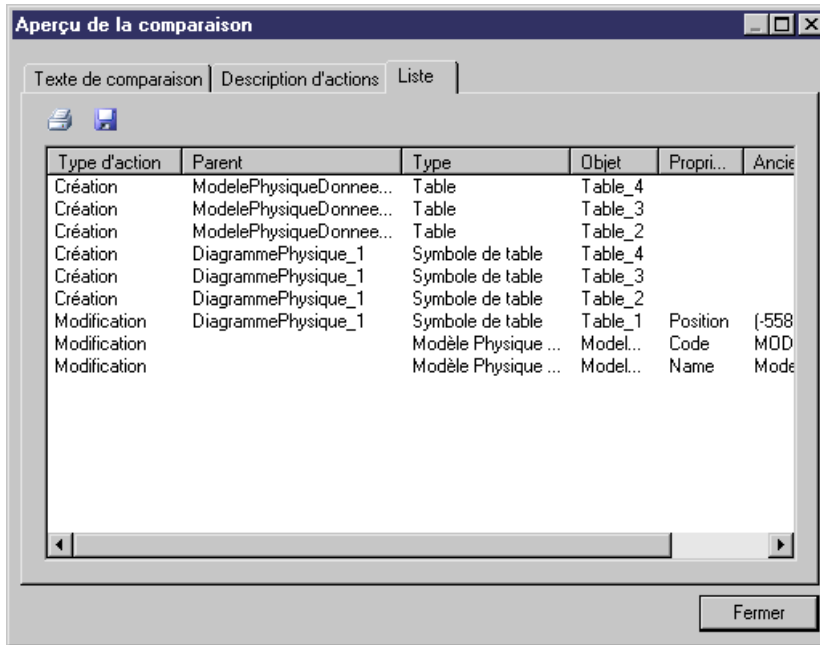 Aperçu de la comparaison
Texte de comparaison Description d'actions Liste
Type d'action Parent Type Objet Propri... Ancie
Création ModelePhysiqueDonnee... Table Table_4
Création ModelePhysiqueDonnee... Table Table_3
Création ModelePhysiqueDonnee... Table Table_2
Création DiagrammePhysique_1 Symbole de table Table_4
Création DiagrammePhysique_1 Symbole de table Table_3
Création DiagrammePhysique_1 Symbole de table Table_2
Modification DiagrammePhysique_1 Symbole de table Table_1 Position (-558
Modification Modèle Physique ... Model... Code MOD
Modification Modèle Physique ... Model... Name Mode
Fermer